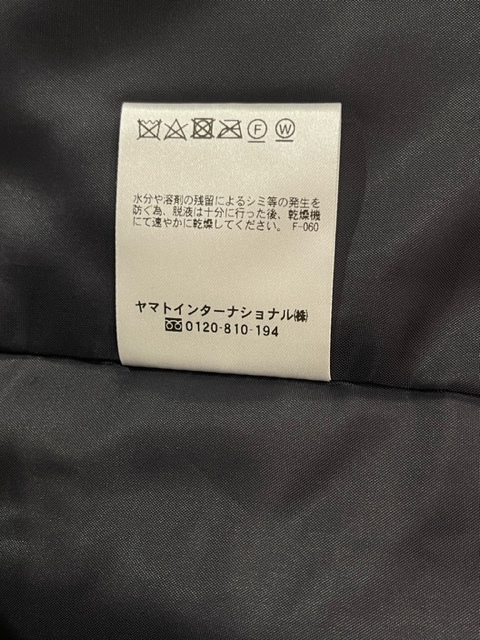 F W
水分や溶剤の残留によるシミ等の発生を
防ぐ為、脱液は十分に行った後、乾燥機
にて速やかに乾燥してください。 F-060
ヤマトインターナショナル㈱
0120-810-194